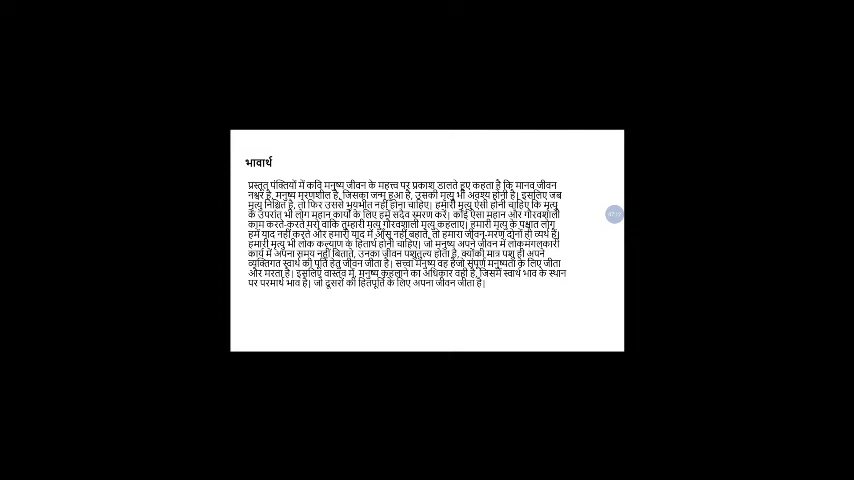 भावार्थ
प्रस्तुत पंक्तियों में कवि मनुष्य जीवन के महत्त्व पर प्रकाश डालते हुए कहता है कि मानव जीवन
नश्वर है, मनुष्य मरणशील है, जिसका जन्म हुआ है, उसकी मृत्यु भी अवश्य होनी है। इसलिए जब
मृत्यु निश्चित है, तो फिर उससे भयभीत नहीं होना चाहिए। हमारी मृत्यु ऐसी होनी चाहिए कि मृत्यु
के उपरांत भी लोग महान कार्यों के लिए हमें सदैव स्मरण करें। कोई ऐसा महान और गौरवशाली
काम करते-करते मरो ताकि तुम्हारी मृत्यु गौरवशाली मृत्यु कहलाए। हमारी मृत्यु के पश्चात लोग
हमें याद नहीं करते और हमारी याद में आँसू नहीं बहाते, तो हमारा जीवन-मरण दोनों ही व्यर्थ हैं।
हमारी मृत्यु भी लोक कल्याण के हितार्थ होनी चाहिए। जो मनुष्य अपने जीवन में लोकमंगलकारी
कार्य में अपना समय नहीं बिताते, उनका जीवन पशुतुल्य होता है, क्योंकी मात्र पशु ही अपने
व्यक्तिगत स्वार्थ की पूर्ति हेतु जीवन जीता है। सच्चा मनुष्य वह हैजो संपूर्ण मनुष्यता के लिए जीता
और मरता है। इसलिए वास्तव में, मनुष्य कहलाने का अधिकार वही है, जिसमें स्वार्थ भाव के स्थान
पर परमार्थ भाव है। जो दूसरों की हितपूर्ति के लिए अपना जीवन जीता है।